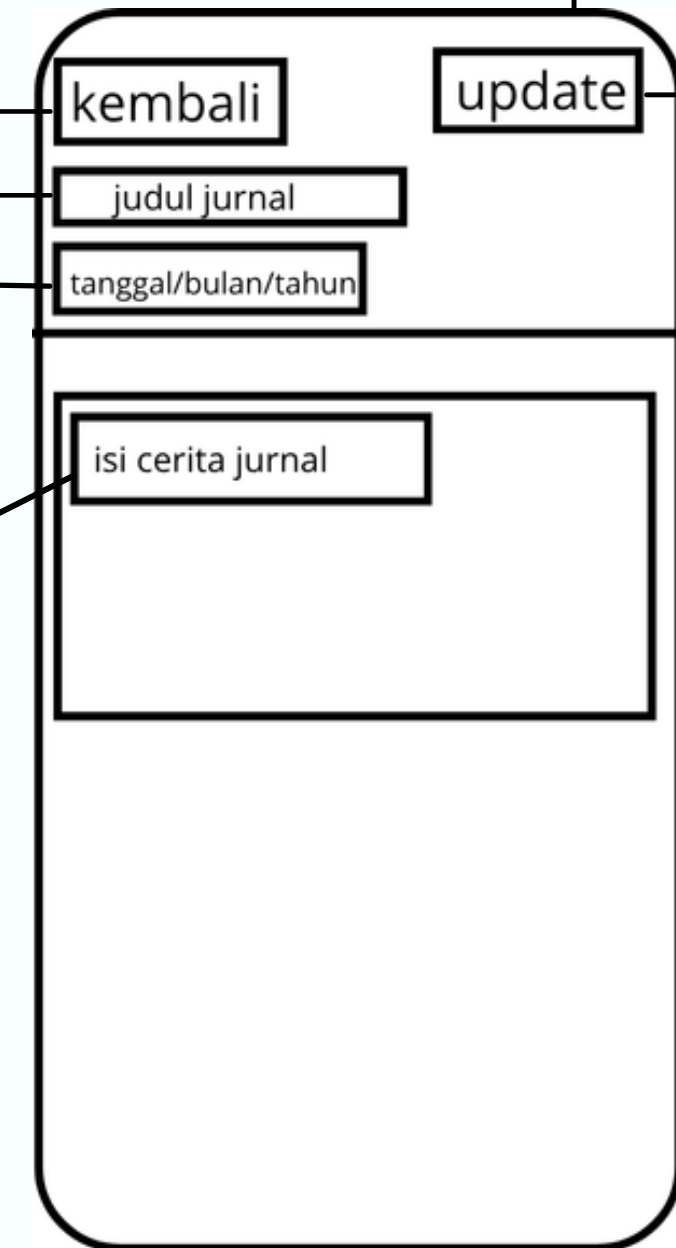 kembali
update
judul jurnal
tanggal/bulan/tahun
isi cerita jurnal